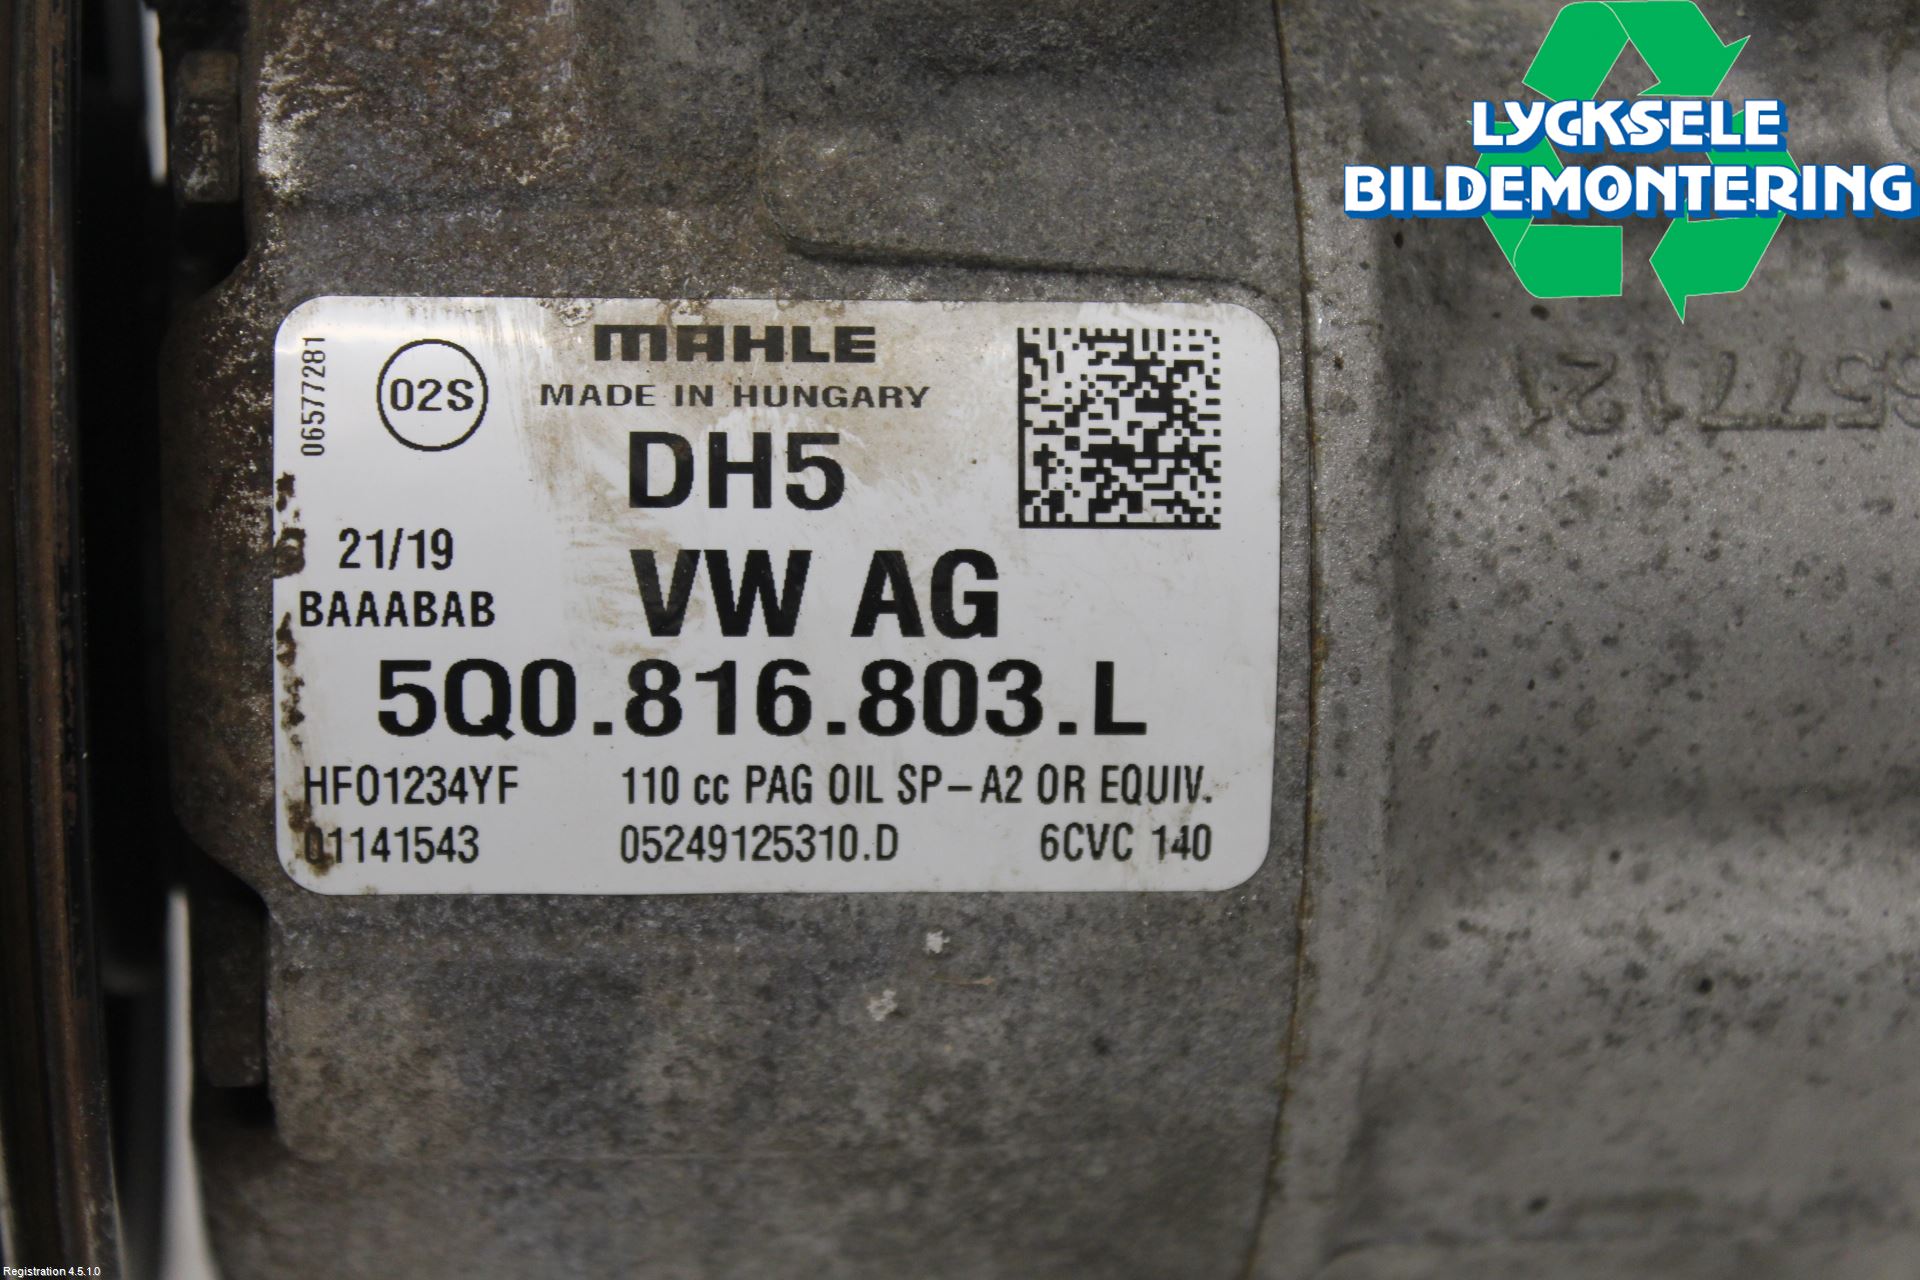 LYCKSELE
BILDEMONTERING
06577281
02S
MAHLE
MADE IN HUNGARY
DH5
21/19
BAAABAB
VW AG
5Q0.816.803.L
HFO1234YF 110 cc PAG OIL SP-A2 OR EQUIV.
01141543 05249125310.D 6CVC 140
6577121
Registration 4.5.1.0